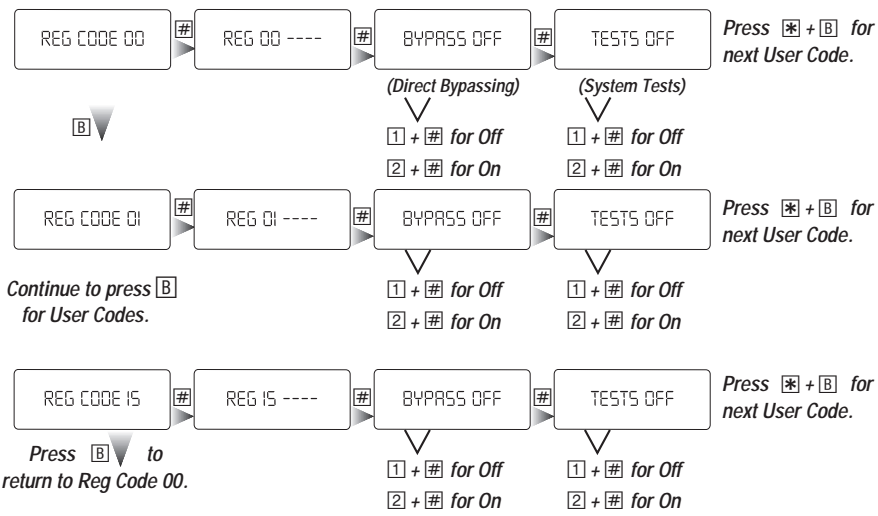 REG CODE 00 # REG 00 ---- # BYPASS OFF # TESTS OFF Press * + B for
next User Code.
(Direct Bypassing) (System Tests)
B 1 + # for Off 1 + # for Off
2 + # for On 2 + # for On
REG CODE 01 # REG 01 ---- # BYPASS OFF # TESTS OFF Press * + B for
next User Code.
Continue to press B 1 + # for Off 1 + # for Off
for User Codes. 2 + # for On 2 + # for On
REG CODE 15 # REG 15 ---- # BYPASS OFF # TESTS OFF Press * + B for
next User Code.
Press B to
return to Reg Code 00. 1 + # for Off 1 + # for Off
2 + # for On 2 + # for On